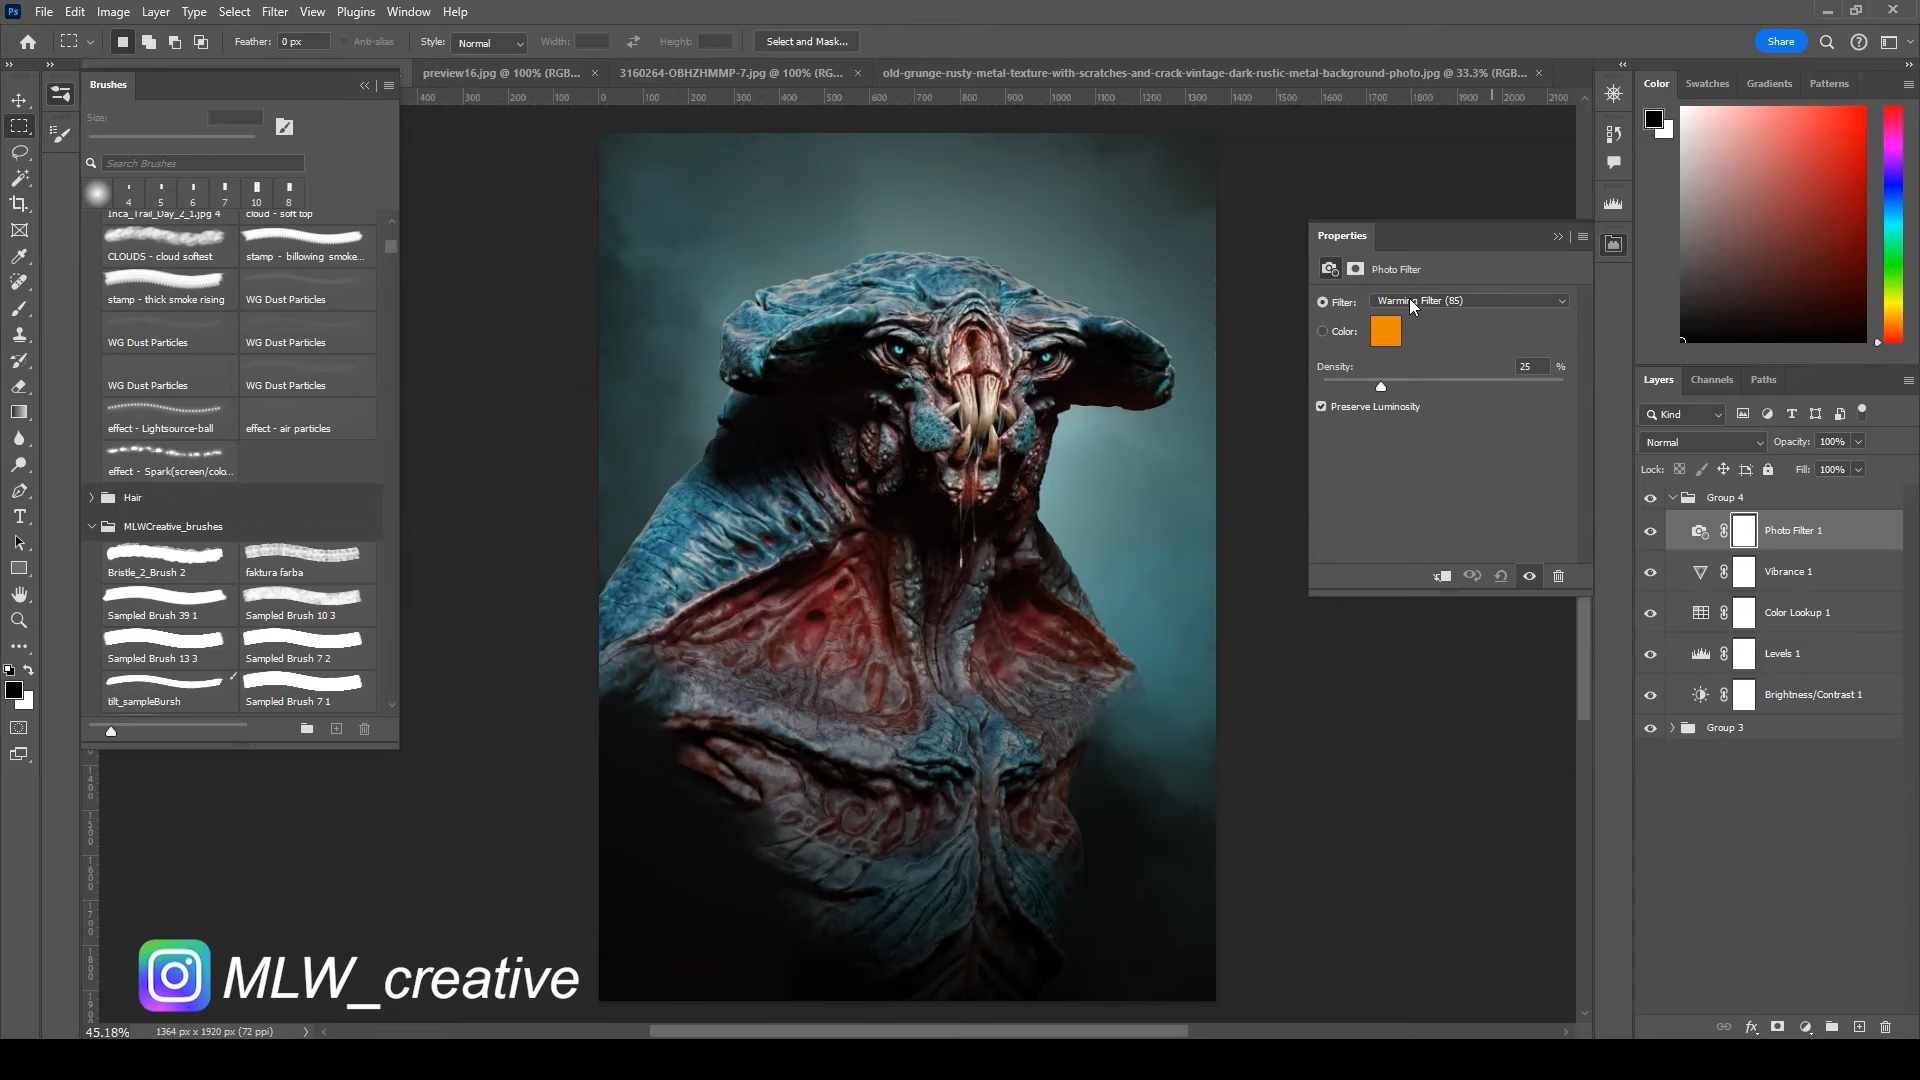 Ps File Edit Image Layer Type Select Filter View Plugins Window Help
Feather: 0 px Anti-alias Style: Normal Width: Height: Select and Mask... Share
preview16.jpg @ 100% (RGB... × 3160264-OBHZHMMP-7.jpg @ 100% (RG... × old-grunge-rusty-metal-texture-with-scratches-and-crack-vintage-dark-rustic-metal-background-photo.jpg @ 33.3% (RGB... ×
400 300 200 100 0 100 200 300 400 500 600 700 800 900 1000 1100 1200 1300 1400 1500 1600 1700 1800 1900 2000 2100
Brushes
Size:
Search Brushes
4 5 6 7 10 8
Inca_Trail_Day_2_1.jpg 4 cloud - soft top
CLOUDS - cloud softest stamp - billowing smoke...
stamp - thick smoke rising WG Dust Particles
WG Dust Particles WG Dust Particles
WG Dust Particles WG Dust Particles
effect - Lightsource-ball effect - air particles
effect - Spark(screen/colo...
Hair
MLWCreative_brushes
Bristle_2_Brush 2 faktura farba
Sampled Brush 39 1 Sampled Brush 10 3
Sampled Brush 13 3 Sampled Brush 7 2
tilt_sampleBursh Sampled Brush 7 1
1400
1500
1600
1700
1800
MLW_creative
45.18% 1364 px x 1920 px (72 ppi)
Properties
Photo Filter
Filter: Warming Filter (85)
Color:
Density: 25 %
Preserve Luminosity
Color Swatches Gradients Patterns
Layers Channels Paths
Kind
Normal Opacity: 100%
Lock: Fill: 100%
Group 4
Photo Filter 1
Vibrance 1
Color Lookup 1
Levels 1
Brightness/Contrast 1
Group 3
fx